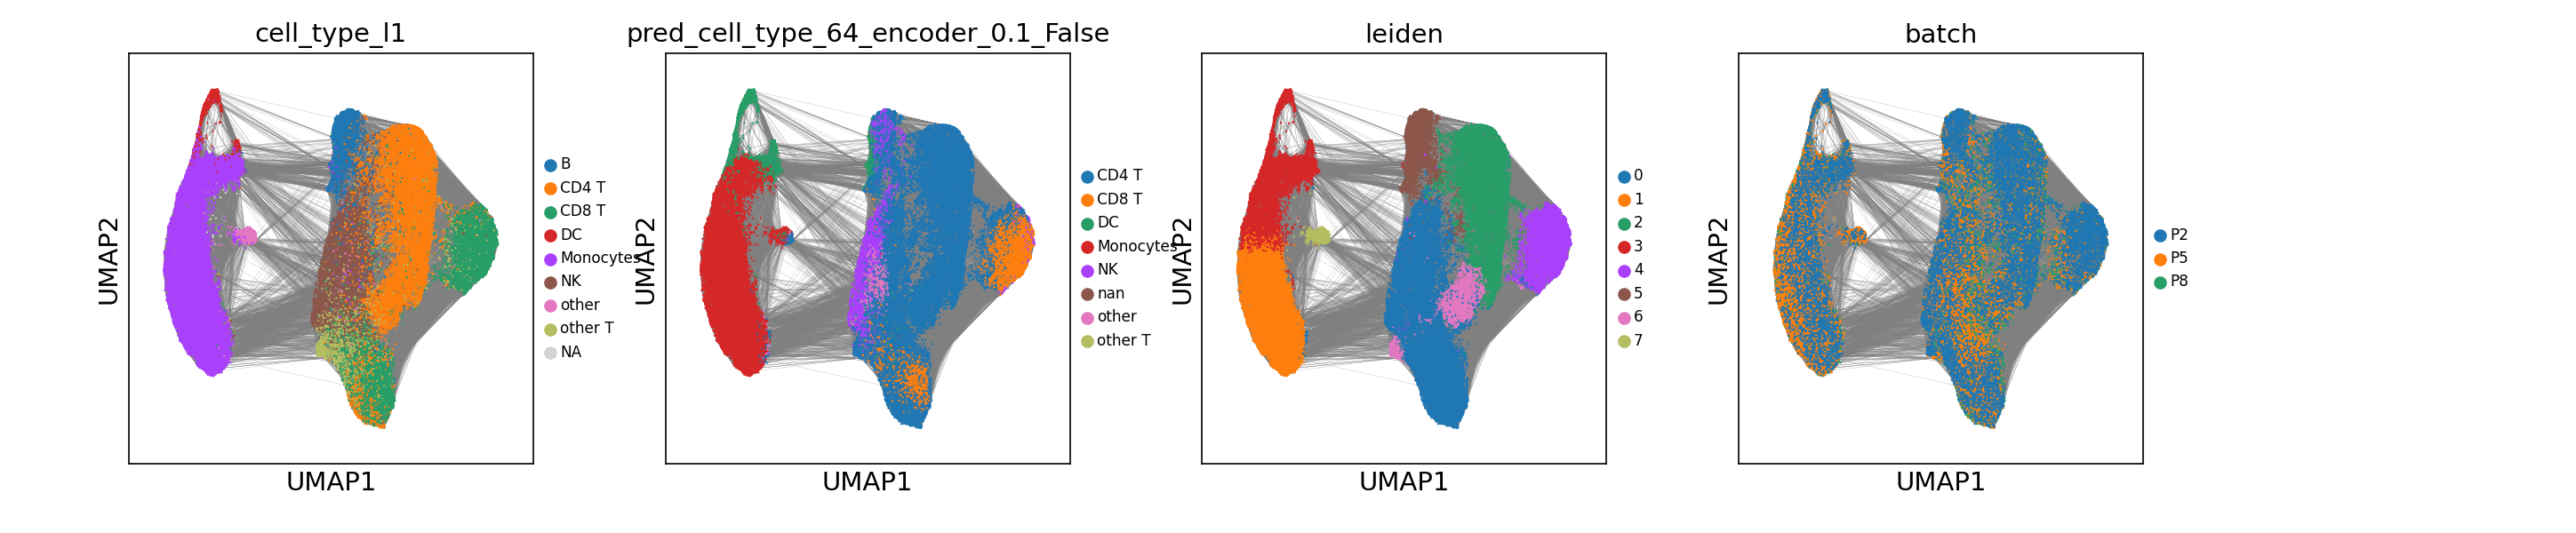 cell_type_l1
UMAP2
UMAP1
B
CD4 T
CD8 T
DC
Monocytes
NK
other
other T
NA
pred_cell_type_64_encoder_0.1_False
UMAP2
UMAP1
CD4 T
CD8 T
DC
Monocytes
NK
nan
other
other T
leiden
UMAP2
UMAP1
0
1
2
3
4
5
6
7
batch
UMAP2
UMAP1
P2
P5
P8